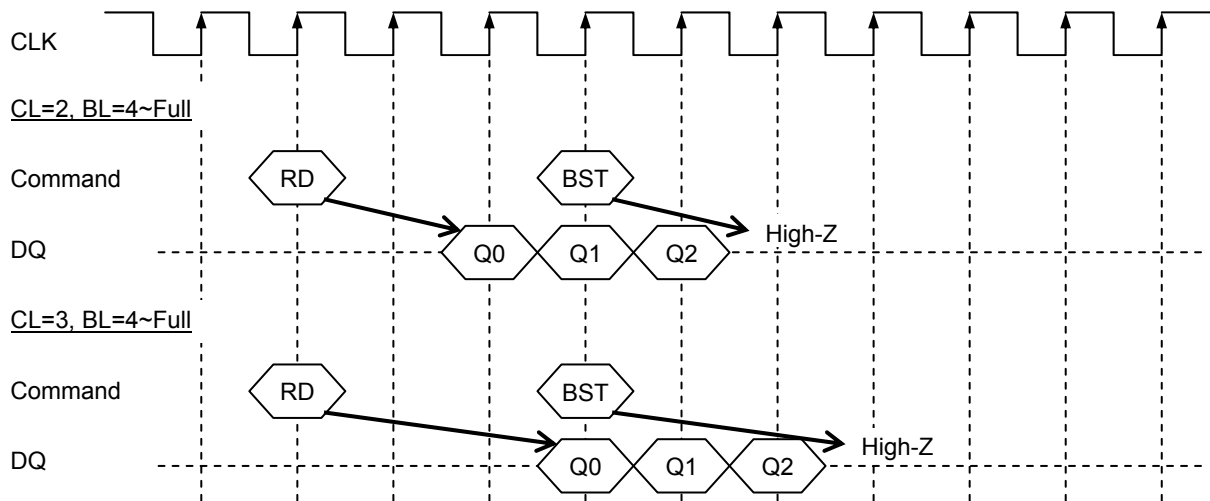 CLK
CL=2, BL=4~Full
Command RD BST
High-Z
DQ Q0 Q1 Q2
CL=3, BL=4~Full
Command RD BST
High-Z
DQ Q0 Q1 Q2